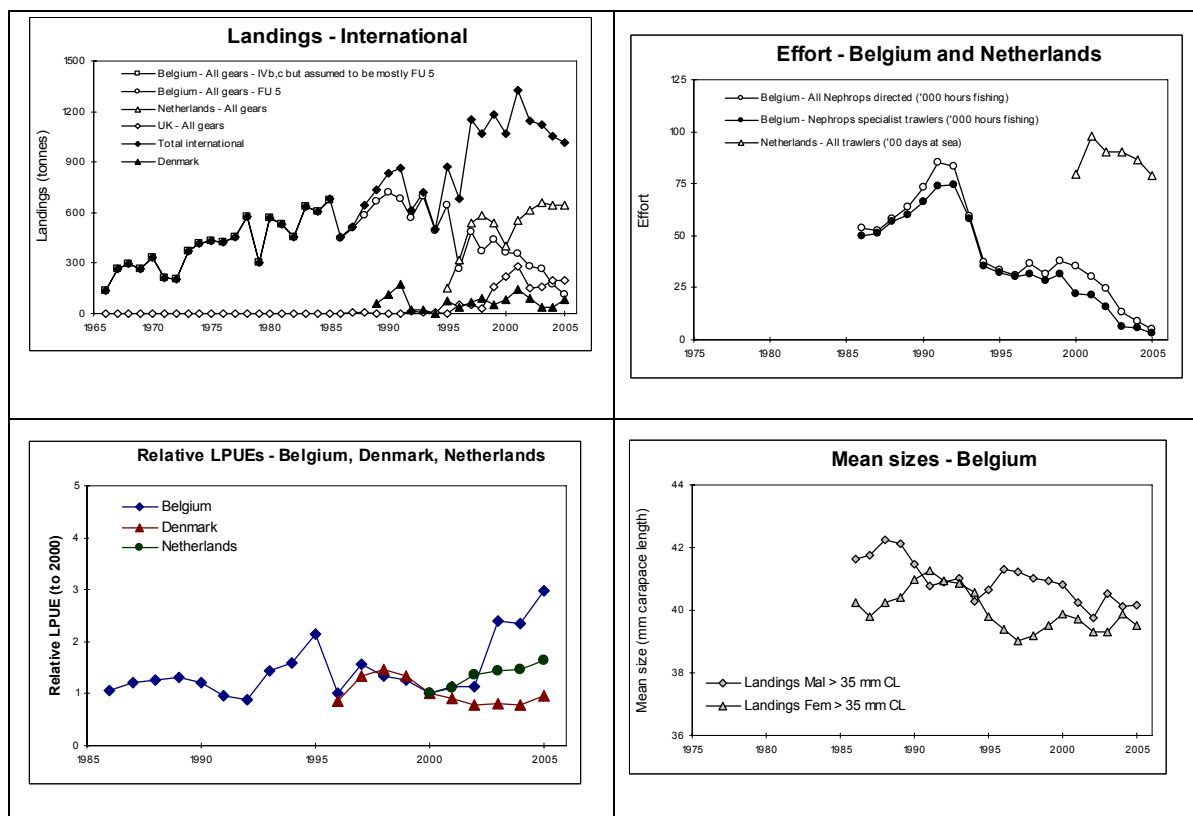 Landings - International
1500
1200
900
600
300
0
Landings (tonnes)
Belgium - All gears - IVb,c but assumed to be mostly FU 5
Belgium - All gears - FU 5
Netherlands - All gears
UK - All gears
Total international
Denmark
1965 1970 1975 1980 1985 1990 1995 2000 2005
Effort - Belgium and Netherlands
125
100
75
50
25
0
Effort
Belgium - All Nephrops directed ('000 hours fishing)
Belgium - Nephrops specialist trawlers ('000 hours fishing)
Netherlands - All trawlers ('00 days at sea)
1975 1980 1985 1990 1995 2000 2005
Relative LPUEs - Belgium, Denmark, Netherlands
5
4
3
2
1
0
Relative LPUE (to 2000)
Belgium
Denmark
Netherlands
1985 1990 1995 2000 2005
Mean sizes - Belgium
44
42
40
38
36
Mean size (mm carapace length)
Landings Mal > 35 mm CL
Landings Fem > 35 mm CL
1975 1980 1985 1990 1995 2000 2005